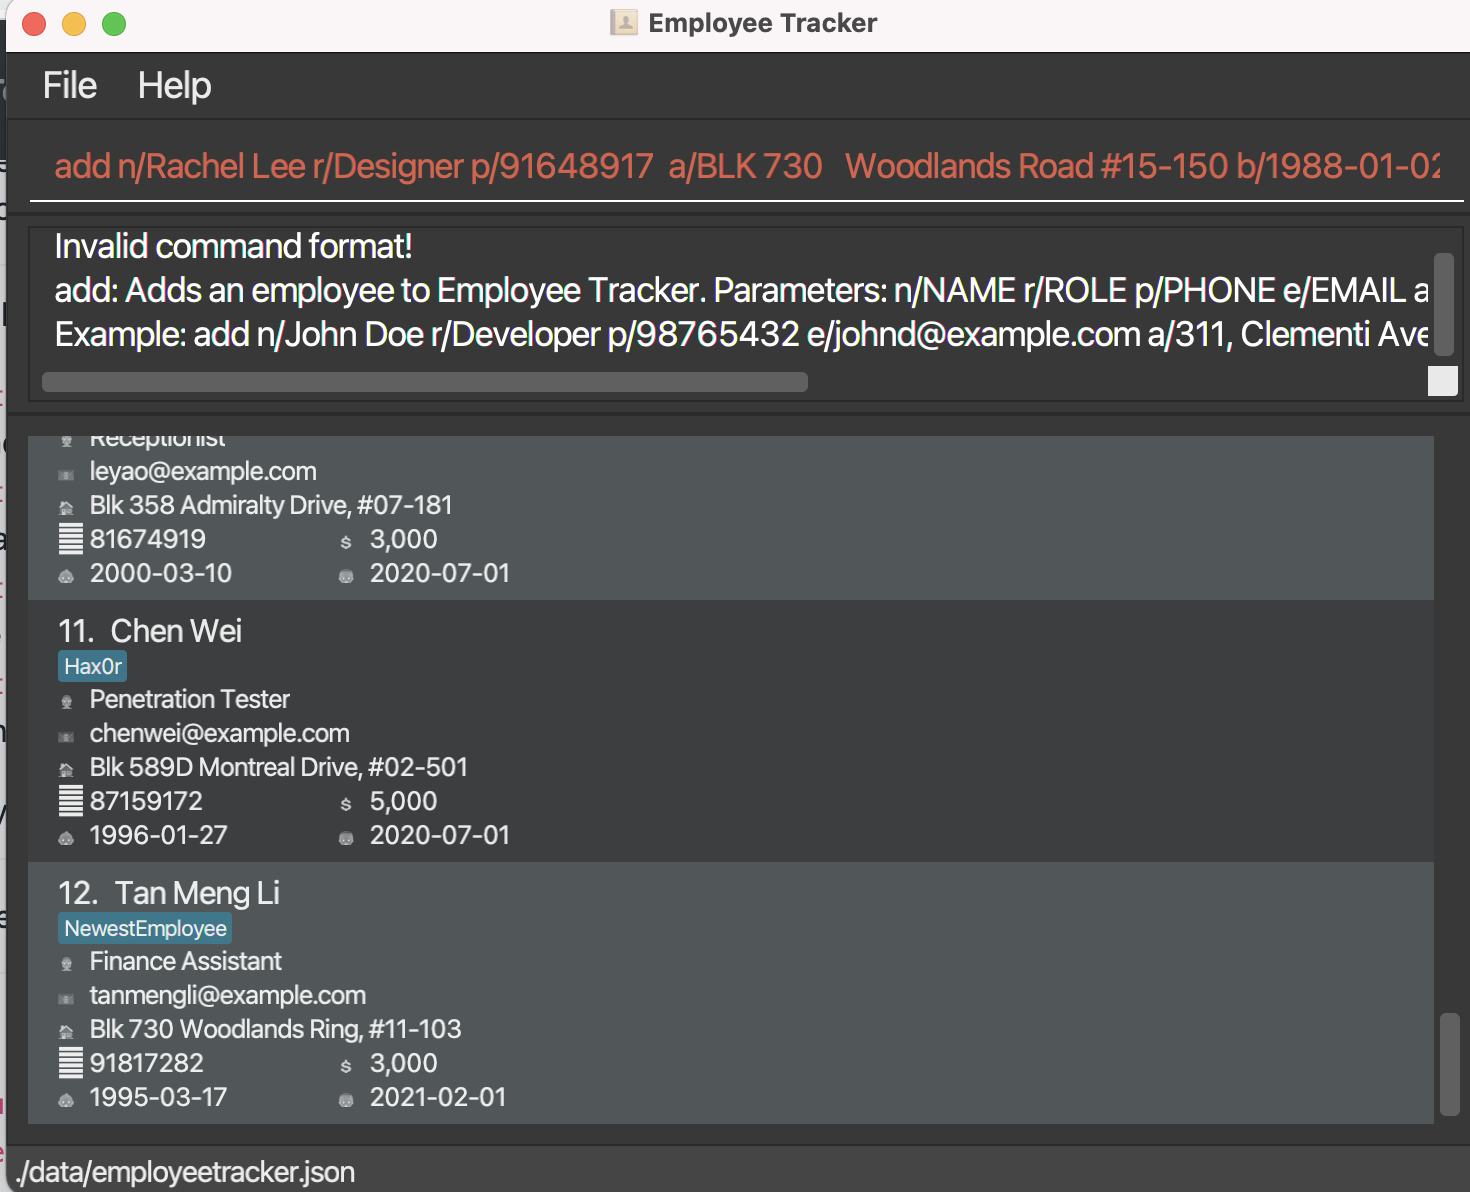 Employee Tracker
File Help
add n/Rachel Lee r/Designer p/91648917  a/BLK 730   Woodlands Road #15-150 b/1988-01-02
Invalid command format!
add: Adds an employee to Employee Tracker. Parameters: n/NAME r/ROLE p/PHONE e/EMAIL a
Example: add n/John Doe r/Developer p/98765432 e/johnd@example.com a/311, Clementi Ave
Receptionist
leyao@example.com
Blk 358 Admiralty Drive, #07-181
81674919 $ 3,000
2000-03-10 2020-07-01
11. Chen Wei
Hax0r
Penetration Tester
chenwei@example.com
Blk 589D Montreal Drive, #02-501
87159172 $ 5,000
1996-01-27 2020-07-01
12. Tan Meng Li
NewestEmployee
Finance Assistant
tanmengli@example.com
Blk 730 Woodlands Ring, #11-103
91817282 $ 3,000
1995-03-17 2021-02-01
./data/employeetracker.json